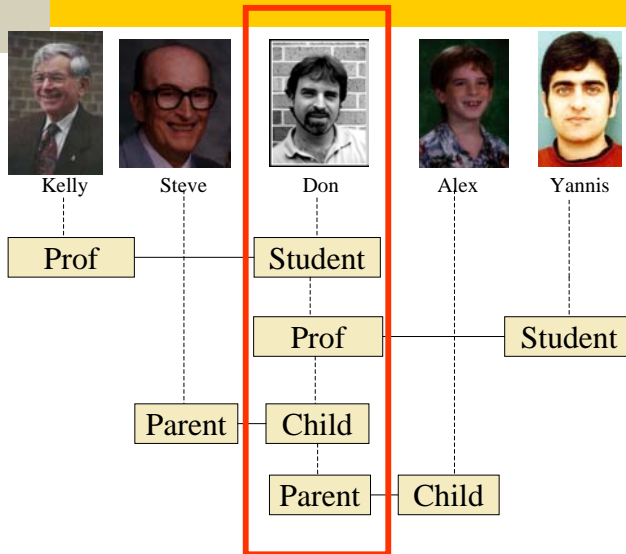 Kelly Steve Don Alex Yannis
Prof Student
Prof Student
Parent Child
Parent Child